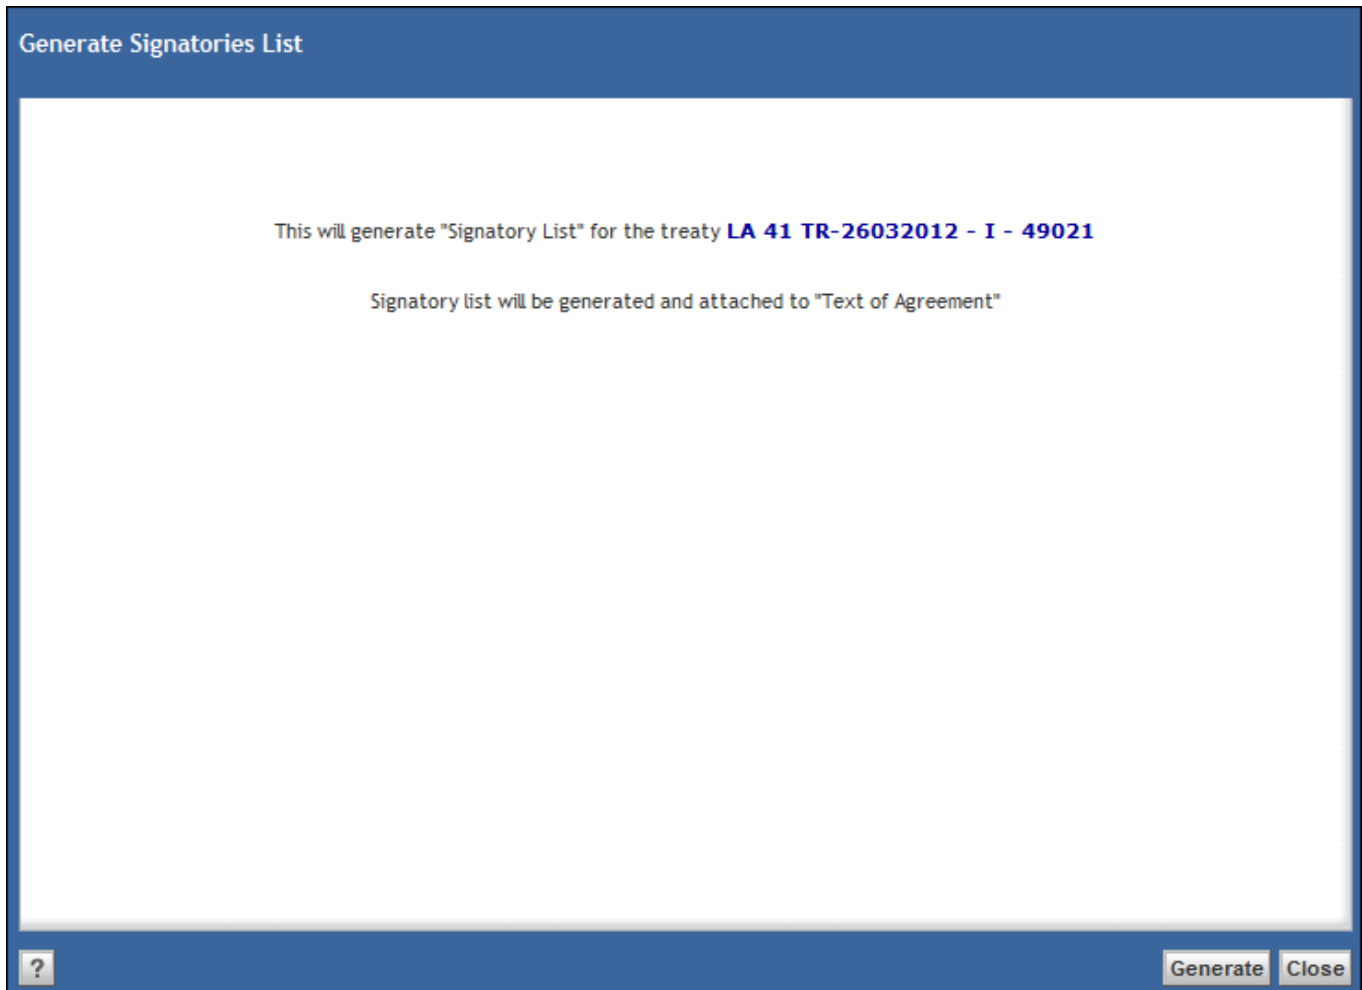 Generate Signatories List
This will generate "Signatory List" for the treaty LA 41 TR-26032012 - I - 49021
Signatory list will be generated and attached to "Text of Agreement"
? Generate Close